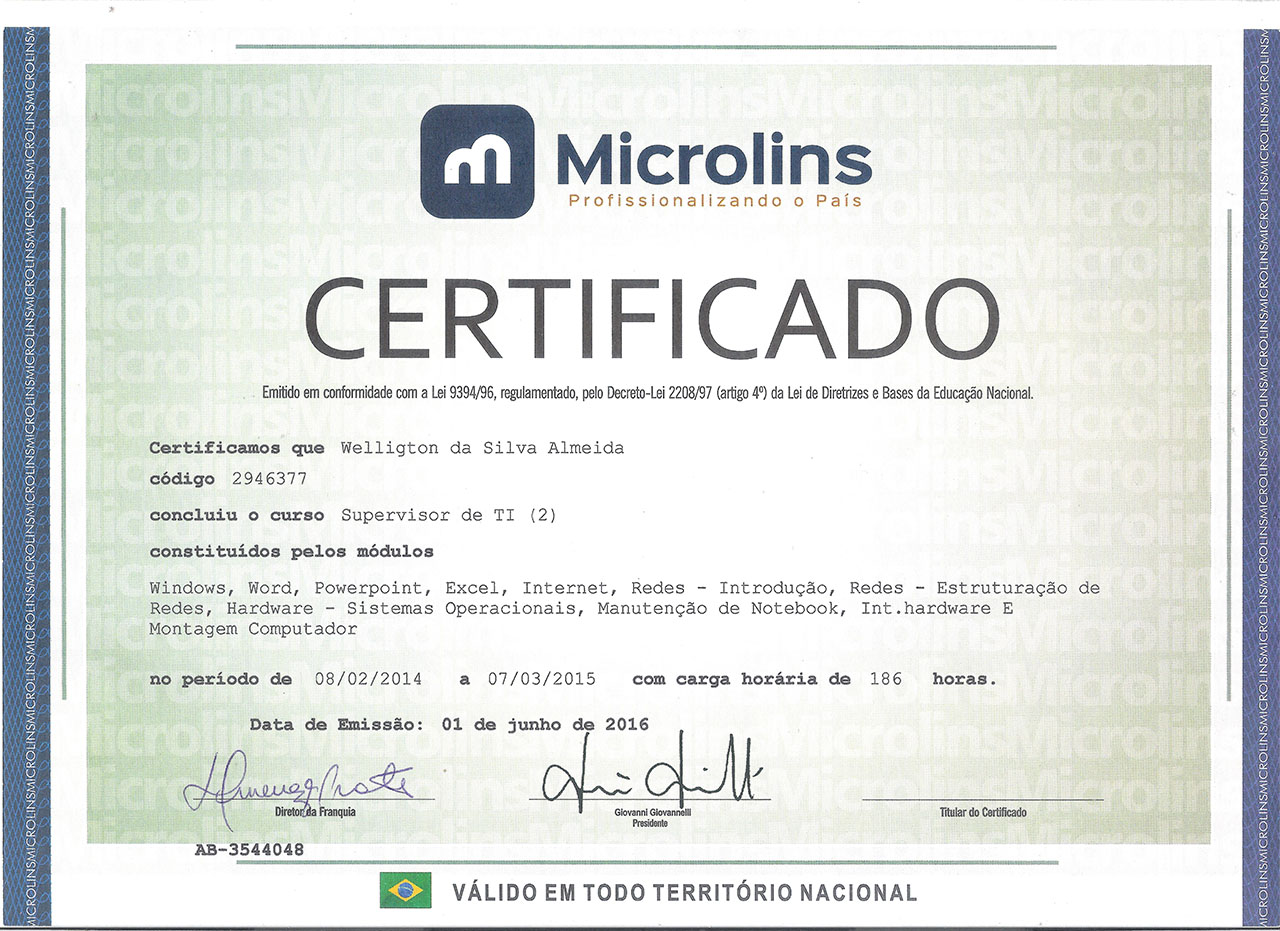 Microlins
Profissionalizando o País
CERTIFICADO
Emitido em conformidade com a Lei 9394/96, regulamentado, pelo Decreto-Lei 2208/97 (artigo 4º) da Lei de Diretrizes e Bases da Educação Nacional.
Certificamos que Welligton da Silva Almeida
código 2946377
concluiu o curso Supervisor de TI (2)
constituídos pelos módulos
Windows, Word, Powerpoint, Excel, Internet, Redes - Introdução, Redes - Estruturação de
Redes, Hardware - Sistemas Operacionais, Manutenção de Notebook, Int.hardware E
Montagem Computador
no período de 08/02/2014 a 07/03/2015 com carga horária de 186 horas.
Data de Emissão: 01 de junho de 2016
Diretor da Franquia
Giovanni Giovannelli
Presidente
Titular do Certificado
AB-3544048
VÁLIDO EM TODO TERRITÓRIO NACIONAL